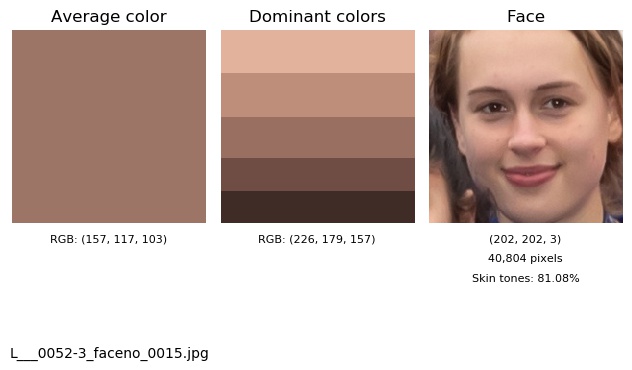 Average color
Dominant colors
Face
RGB: (157, 117, 103)
RGB: (226, 179, 157)
(202, 202, 3)
40,804 pixels
Skin tones: 81.08%
L___0052-3_faceno_0015.jpg